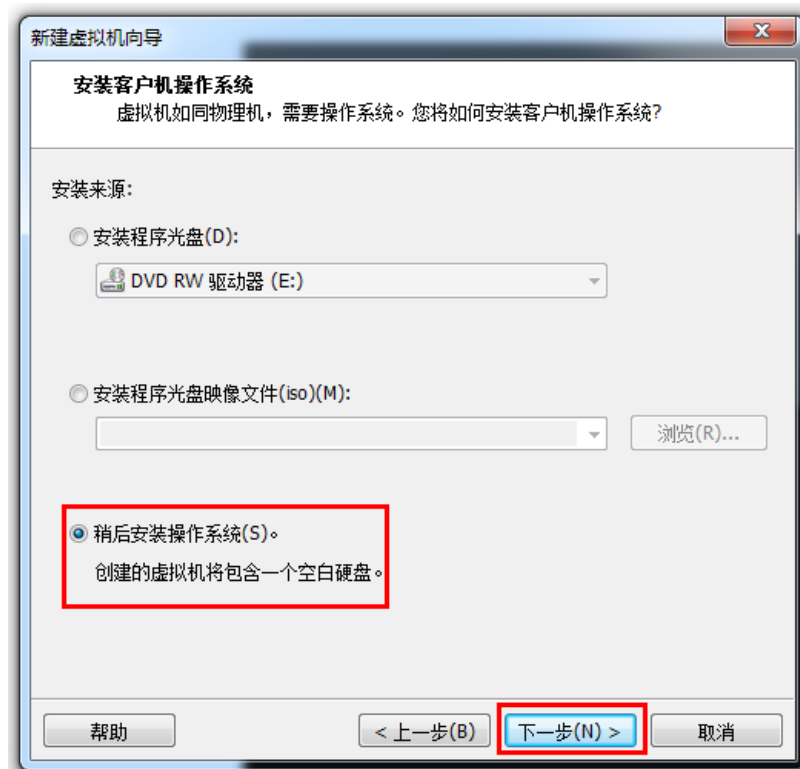 新建虚拟机向导
安装客户机操作系统
虚拟机如同物理机，需要操作系统。您将如何安装客户机操作系统?
安装来源:
安装程序光盘(D):
DVD RW 驱动器 (E:)
安装程序光盘映像文件(iso)(M):
浏览(R)...
稍后安装操作系统(S)。
创建的虚拟机将包含一个空白硬盘。
帮助
< 上一步(B)
下一步(N) >
取消